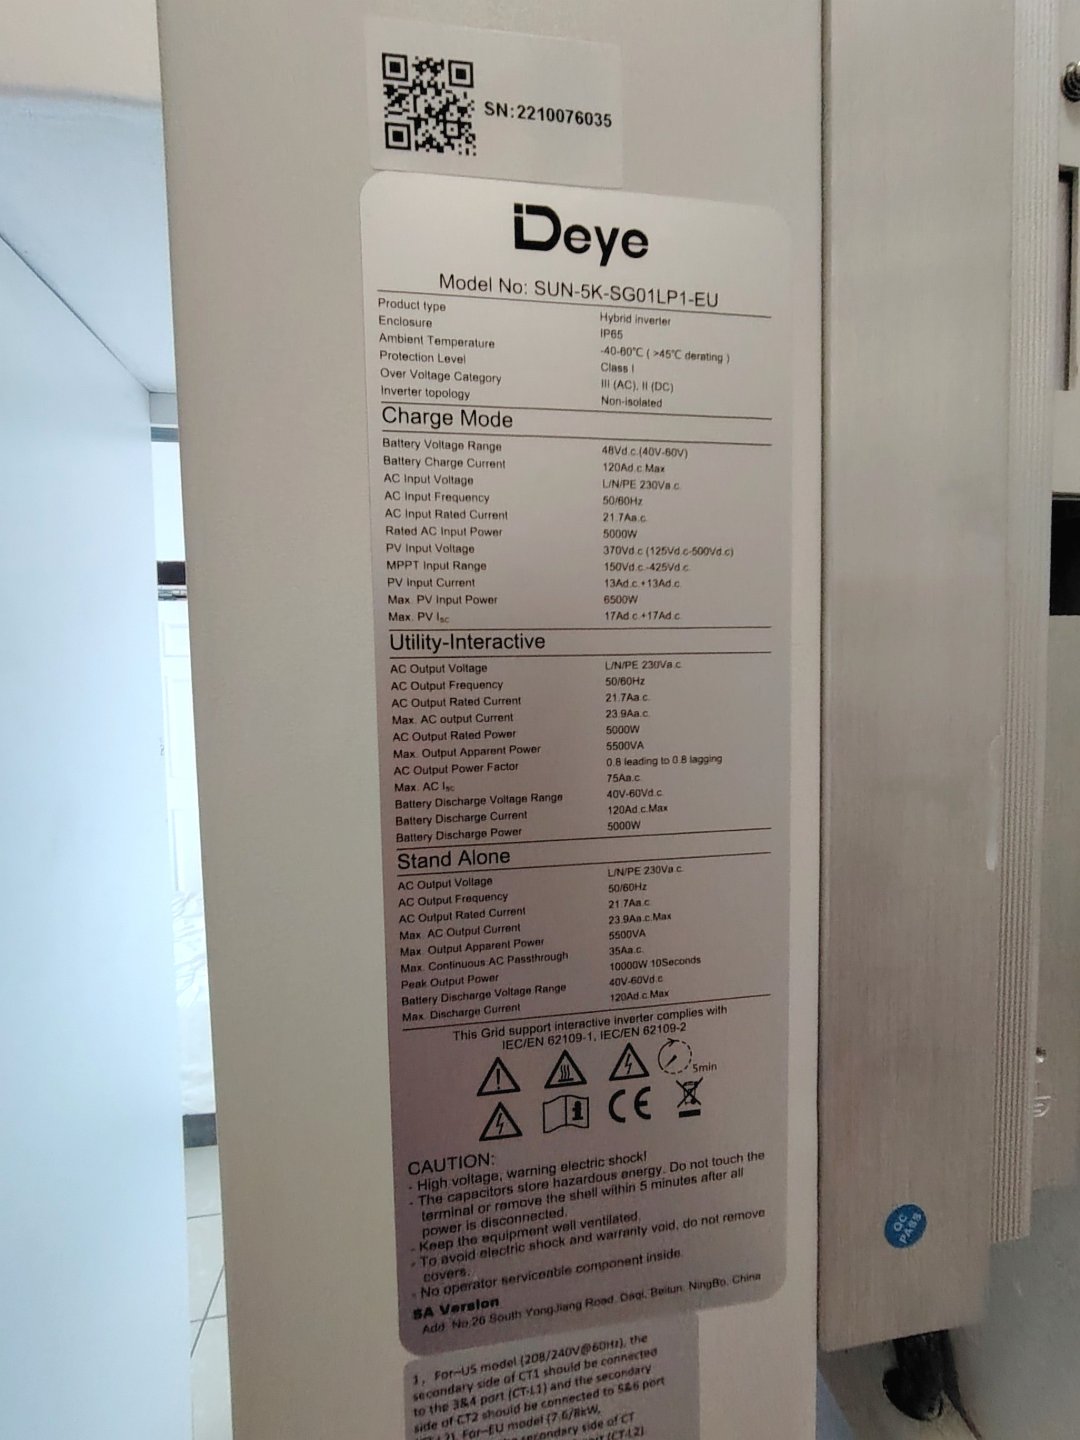 SN:2210076035
Deye
Model No: SUN-5K-SG01LP1-EU
Product type Hybrid inverter
Enclosure IP65
Ambient Temperature -40-60℃ ( >45℃ derating )
Protection Level Class I
Over Voltage Category III (AC), II (DC)
Inverter topology Non-isolated
Charge Mode
Battery Voltage Range 48Vd.c.(40V-60V)
Battery Charge Current 120Ad.c.Max
AC Input Voltage L/N/PE 230Va.c.
AC Input Frequency 50/60Hz
AC Input Rated Current 21.7Aa.c.
Rated AC Input Power 5000W
PV Input Voltage 370Vd.c (125Vd.c-500Vd.c)
MPPT Input Range 150Vd.c.-425Vd.c.
PV Input Current 13Ad.c.+13Ad.c.
Max. PV Input Power 6500W
Max. PV Isc 17Ad.c.+17Ad.c.
Utility-Interactive
AC Output Voltage L/N/PE 230Va.c.
AC Output Frequency 50/60Hz
AC Output Rated Current 21.7Aa.c.
Max. AC output Current 23.9Aa.c.
AC Output Rated Power 5000W
Max. Output Apparent Power 5500VA
AC Output Power Factor 0.8 leading to 0.8 lagging
Max. AC Isc 75Aa.c.
Battery Discharge Voltage Range 40V-60Vd.c.
Battery Discharge Current 120Ad.c.Max
Battery Discharge Power 5000W
Stand Alone
AC Output Voltage L/N/PE 230Va.c.
AC Output Frequency 50/60Hz
AC Output Rated Current 21.7Aa.c.
Max. AC Output Current 23.9Aa.c.Max
Max. Output Apparent Power 5500VA
Max. Continuous AC Passthrough 35Aa.c.
Peak Output Power 10000W 10Seconds
Battery Discharge Voltage Range 40V-60Vd.c.
Max. Discharge Current 120Ad.c.Max
This Grid support interactive inverter complies with
IEC/EN 62109-1, IEC/EN 62109-2
5min
CE
CAUTION:
- High voltage, warning electric shock!
- The capacitors store hazardous energy. Do not touch the
terminal or remove the shell within 5 minutes after all
power is disconnected.
- Keep the equipment well ventilated.
- To avoid electric shock and warranty void, do not remove
covers.
- No operator serviceable component inside.
SA Version
Add: No.26 South YongJiang Road, Daqi, Beilun, NingBo, China
1，For-US model (208/240V@60Hz), the
secondary side of CT1 should be connected
to the 3&4 port (CT-L1) and the secondary
side of CT2 should be connected to 5&6 port
For-EU model (7.6/8kW,
secondary side of CT
port (CT-L2)
QC
PASS